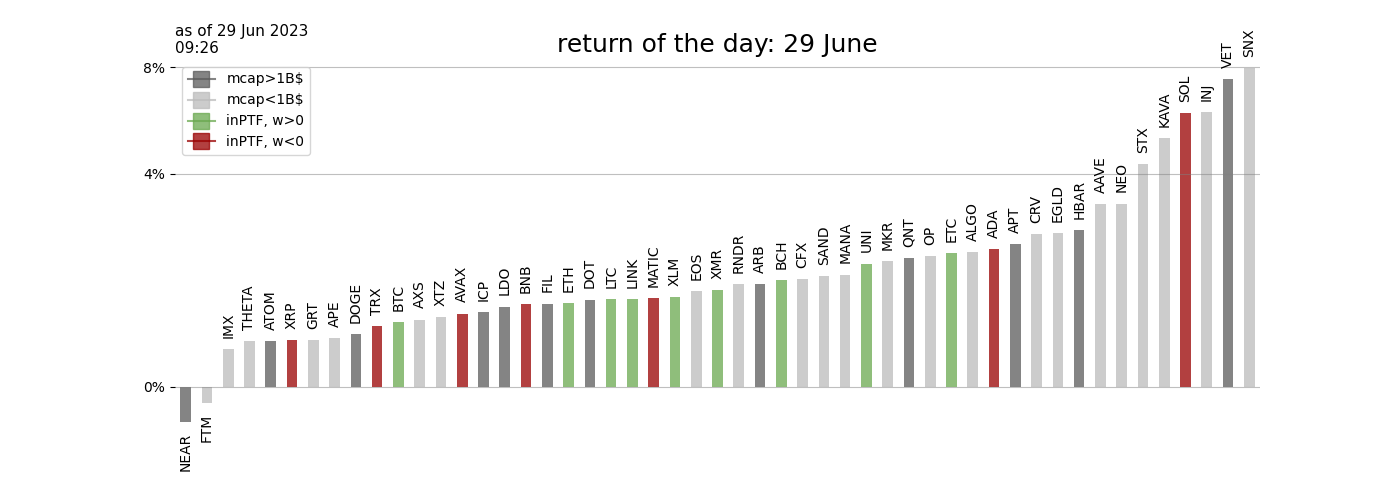 as of 29 Jun 2023
09:26
return of the day: 29 June
8%
4%
0%
mcap>1B$
mcap<1B$
inPTF, w>0
inPTF, w<0
NEAR
FTM
IMX
THETA
ATOM
XRP
GRT
APE
DOGE
TRX
BTC
AXS
XTZ
AVAX
ICP
LDO
BNB
FIL
ETH
DOT
LTC
LINK
MATIC
XLM
EOS
XMR
RNDR
ARB
BCH
CFX
SAND
MANA
UNI
MKR
QNT
OP
ETC
ALGO
ADA
APT
CRV
EGLD
HBAR
AAVE
NEO
STX
KAVA
SOL
INJ
VET
SNX